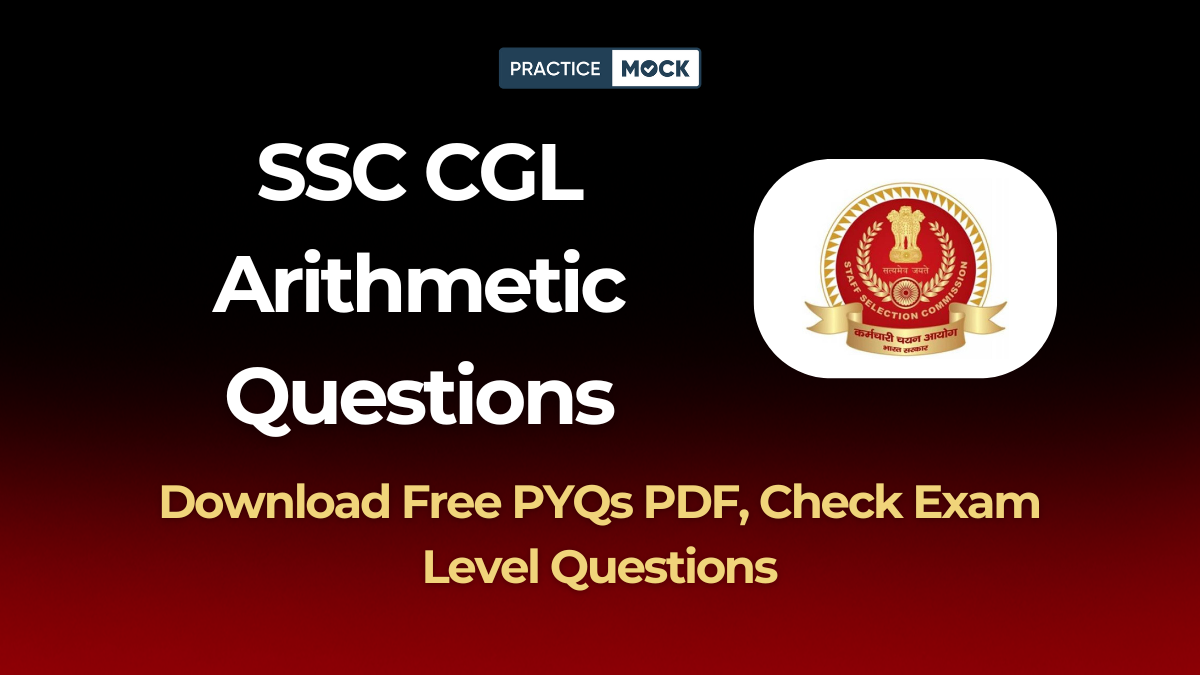 PRACTICE MOCK
SSC CGL
Arithmetic
Questions
सत्यमेव जयते
STAFF SELECTION COMMISSION
कर्मचारी चयन आयोग
भारत सरकार
Download Free PYQs PDF, Check Exam
Level Questions